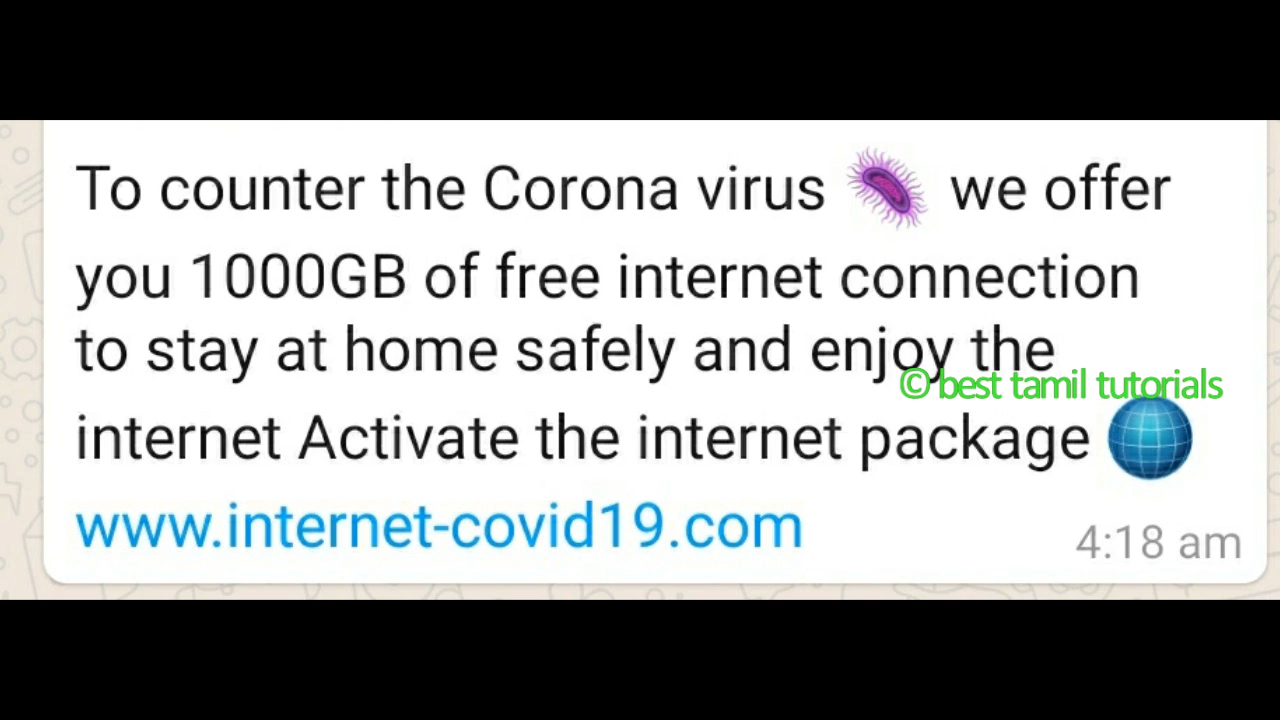 To counter the Corona virus 🦠 we offer
you 1000GB of free internet connection
to stay at home safely and enjoy the
© best tamil tutorials
internet Activate the internet package 🌐
www.internet-covid19.com
4:18 am